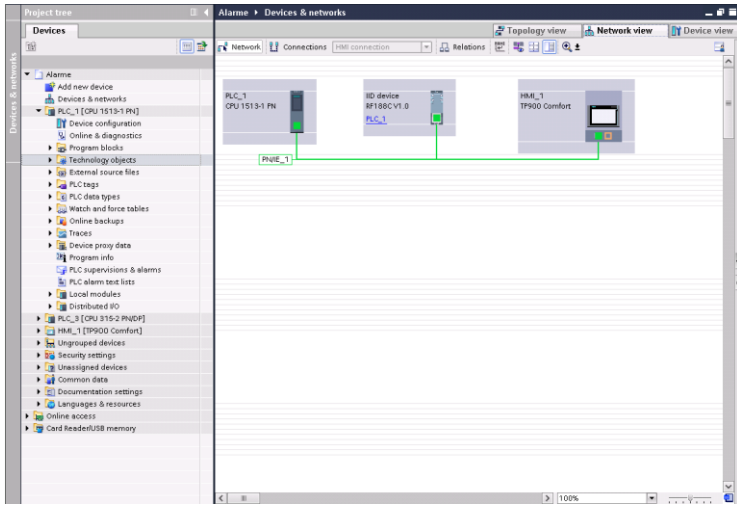 Project tree
Devices
Devices & networks
Alarme
Add new device
Devices & networks
PLC_1 [CPU 1513-1 PN]
Device configuration
Online & diagnostics
Program blocks
Technology objects
External source files
PLC tags
PLC data types
Watch and force tables
Online backups
Traces
Device proxy data
Program info
PLC supervisions & alarms
PLC alarm text lists
Local modules
Distributed I/O
PLC_3 [CPU 315-2 PN/DP]
HMI_1 [TP900 Comfort]
Ungrouped devices
Security settings
Unassigned devices
Common data
Documentation settings
Languages & resources
Online access
Card Reader/USB memory
Alarme Devices & networks
Topology view Network view Device view
Network Connections HMI connection Relations
PLC_1
CPU 1513-1 PN
IID device
RF188C V1.0
PLC_1
HMI_1
TP900 Comfort
PN/IE_1
100%